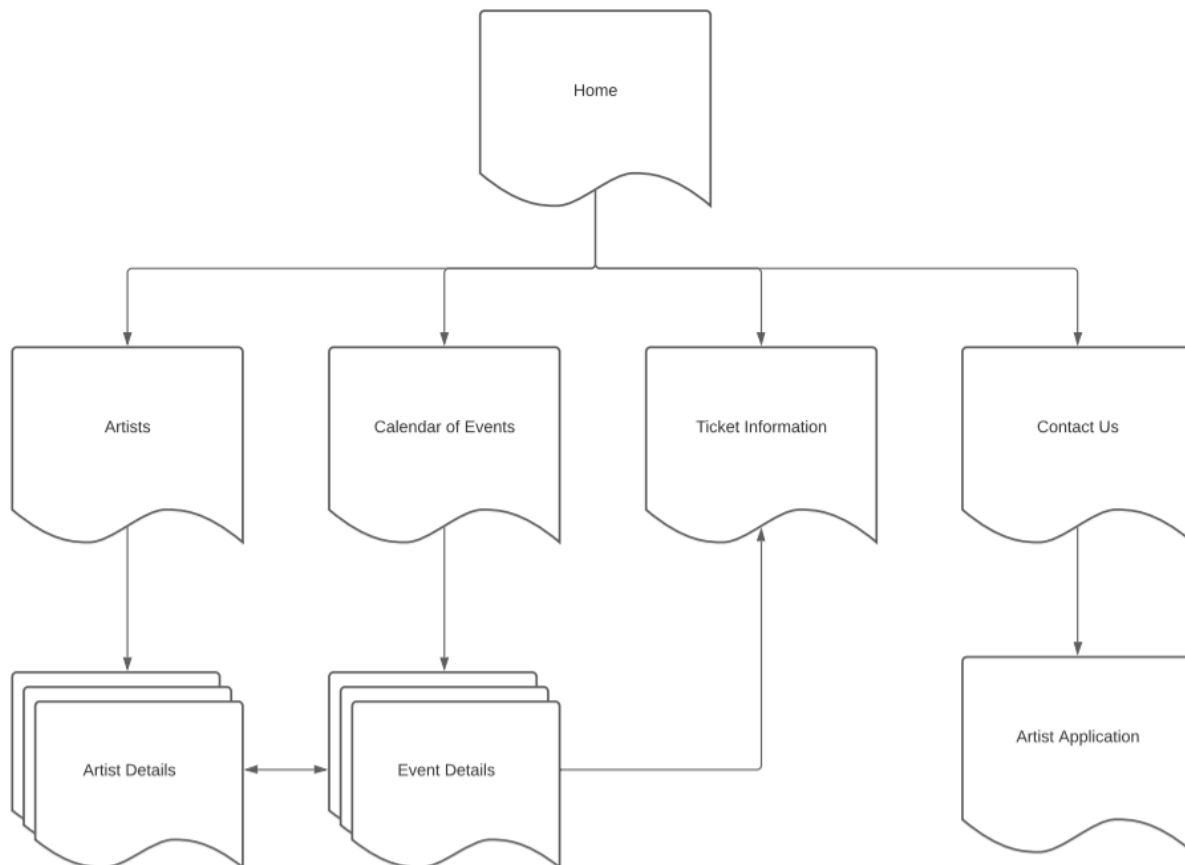 Home
Artists
Calendar of Events
Ticket Information
Contact Us
Artist Details
Event Details
Artist Application